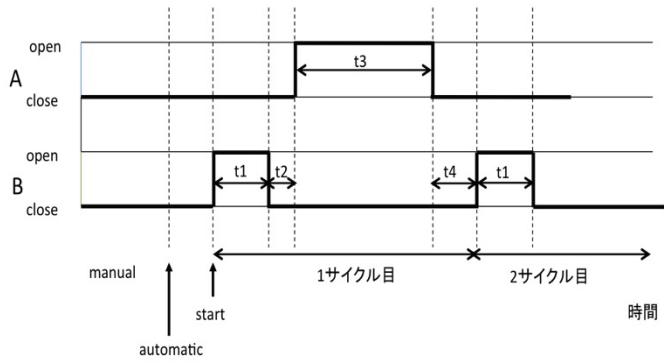 open
A
t3
close
open
B
t1
t2
t4
t1
close
manual
1サイクル目
2サイクル目
start
時間
automatic